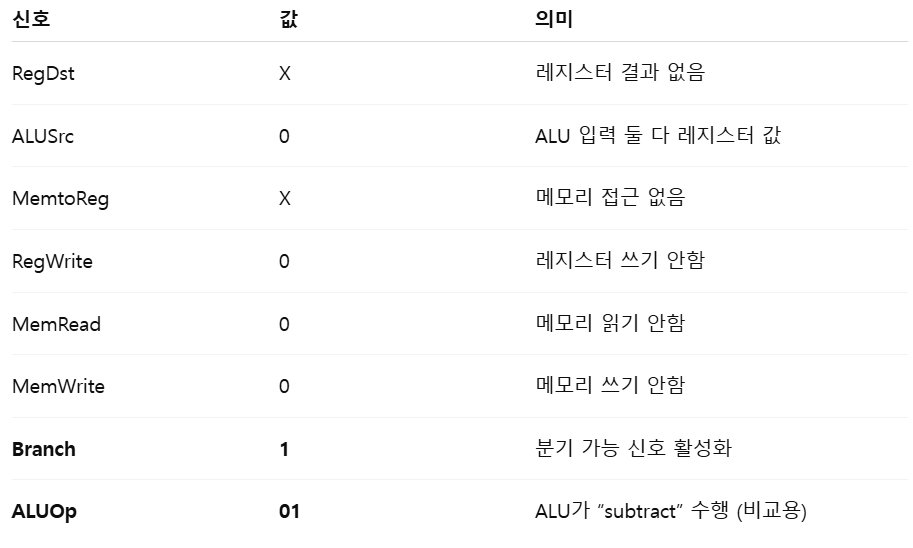 신호 값 의미
RegDst X 레지스터 결과 없음
ALUSrc 0 ALU 입력 둘 다 레지스터 값
MemtoReg X 메모리 접근 없음
RegWrite 0 레지스터 쓰기 안함
MemRead 0 메모리 읽기 안함
MemWrite 0 메모리 쓰기 안함
Branch 1 분기 가능 신호 활성화
ALUOp 01 ALU가 “subtract” 수행 (비교용)